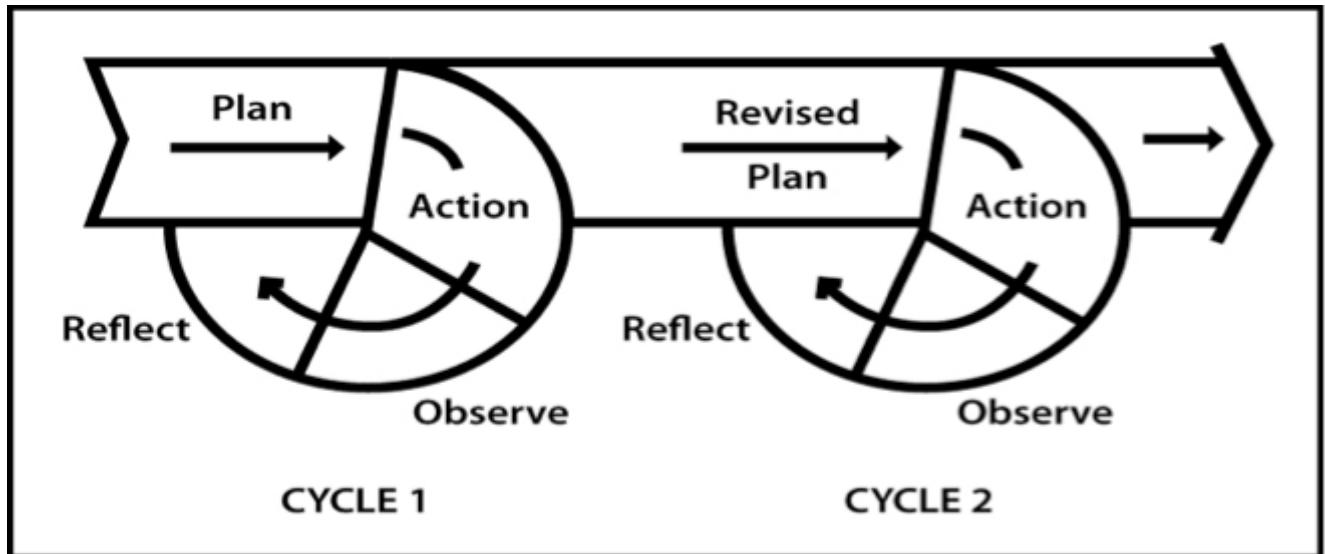 Plan
Action
Reflect
Observe
CYCLE 1
Revised
Plan
Action
Reflect
Observe
CYCLE 2